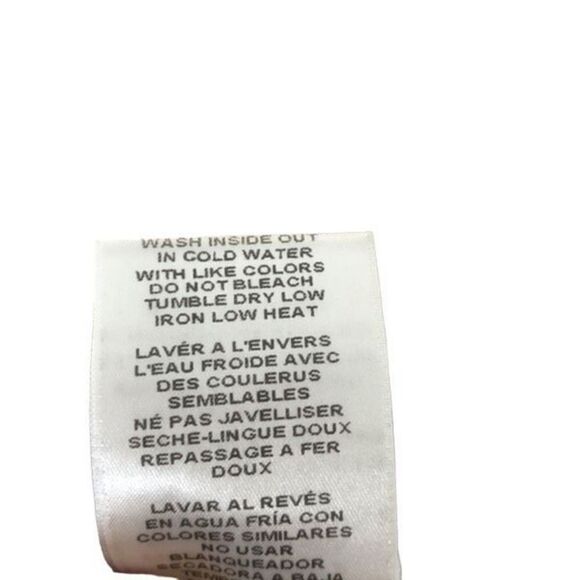 WASH INSIDE OUT
IN COLD WATER
WITH LIKE COLORS
DO NOT BLEACH
TUMBLE DRY LOW
IRON LOW HEAT
LAVÉR A L'ENVERS
L'EAU FROIDE AVEC
DES COULERUS
SEMBLABLES
NÉ PAS JAVELLISER
SECHE-LINGUE DOUX
REPASSAGE A FER
DOUX
LAVAR AL REVÉS
EN AGUA FRÍA CON
COLORES SIMILARES
NO USAR
BLANQUEADOR
SECADORA A BAJA